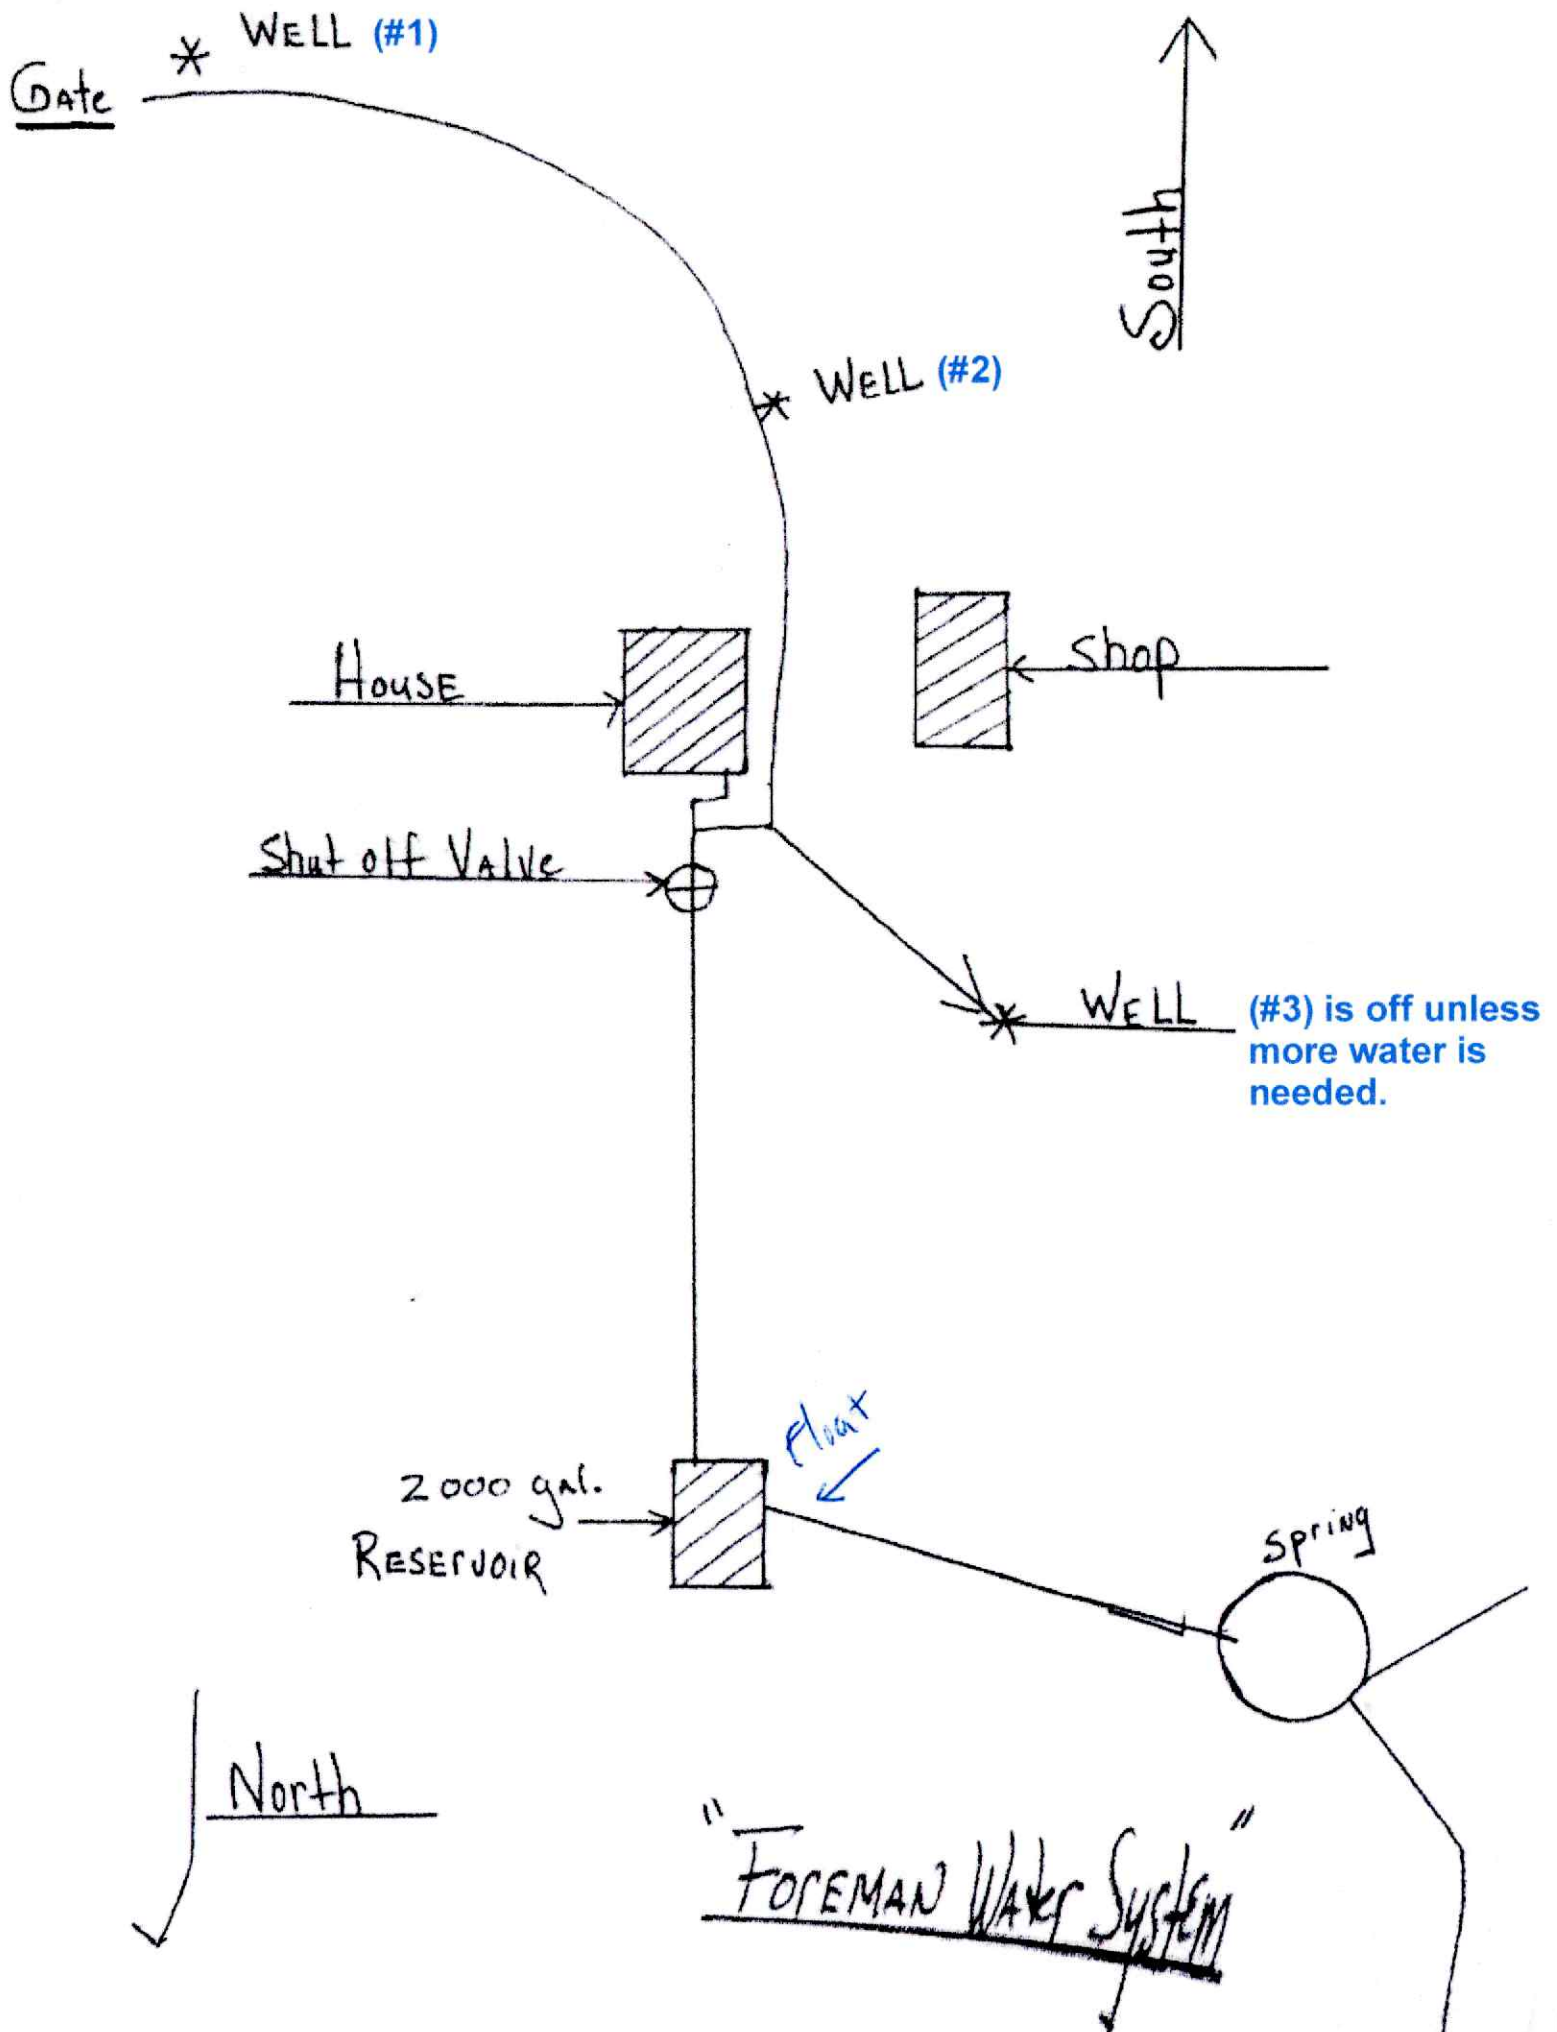 WELL (#1)
Gate
South
WELL (#2)
House
Shop
Shut off Valve
WELL (#3) is off unless
more water is
needed.
Float
2000 gal.
RESERVOIR
Spring
North
"FOREMAN Water System"